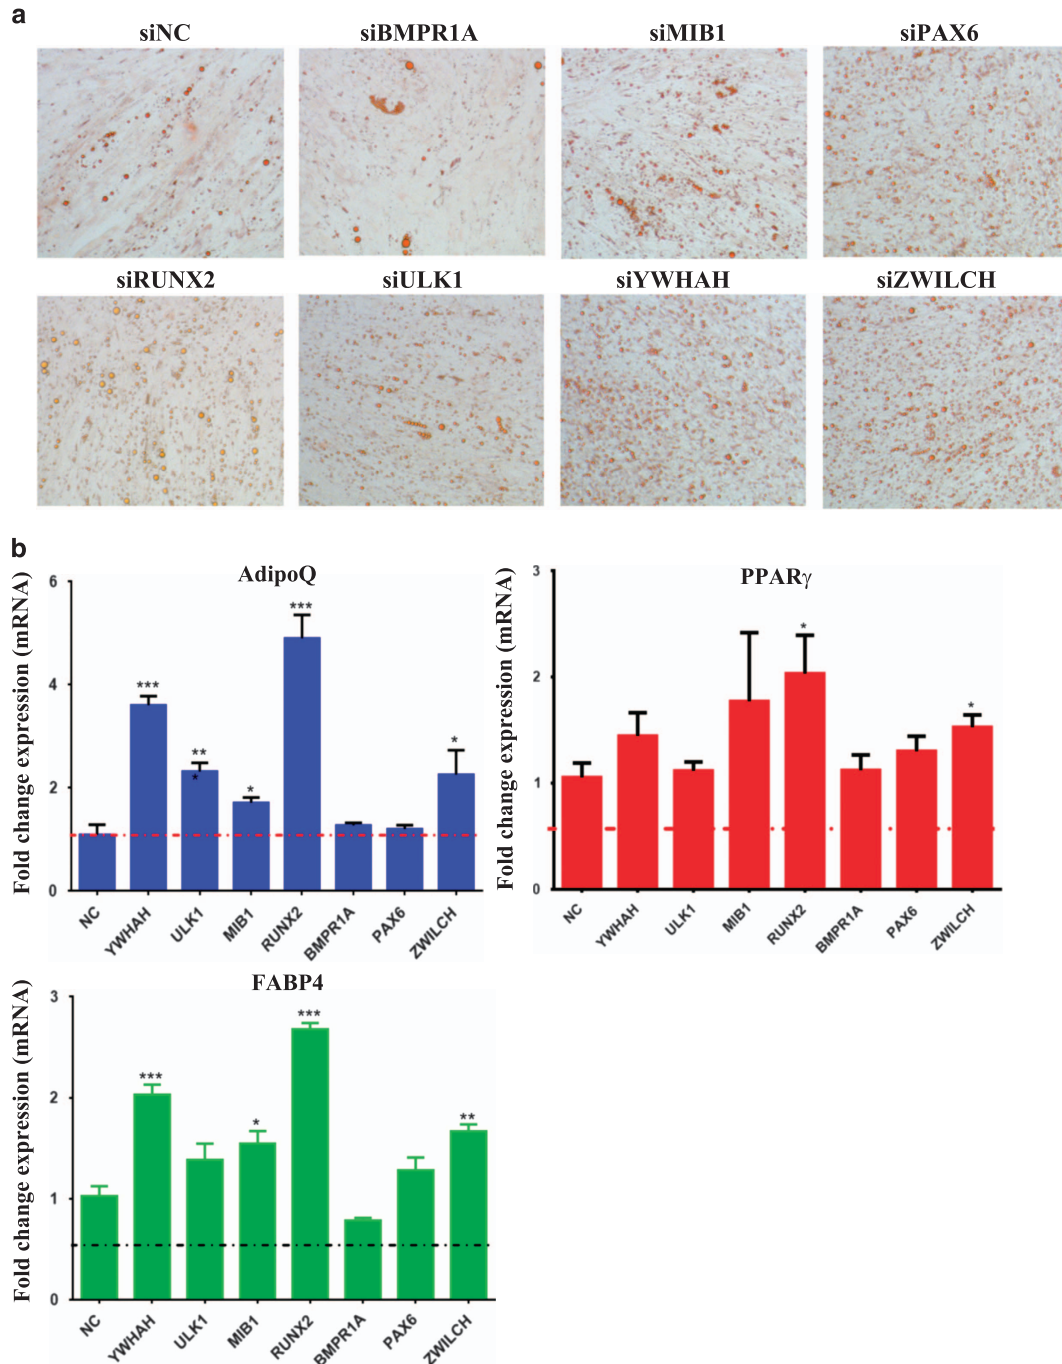 a
siNC siBMPR1A siMIB1 siPAX6
siRUNX2 siULK1 siYWHAH siZWILCH
b
AdipoQ
Fold change expression (mRNA)
6
4
2
0
***
**
*
*
***
*
NC YWHAH ULK1 MIB1 RUNX2 BMPR1A PAX6 ZWILCH
PPARγ
Fold change expression (mRNA)
3
2
1
0
*
*
NC YWHAH ULK1 MIB1 RUNX2 BMPR1A PAX6 ZWILCH
FABP4
Fold change expression (mRNA)
3
2
1
0
***
*
***
**
NC YWHAH ULK1 MIB1 RUNX2 BMPR1A PAX6 ZWILCH